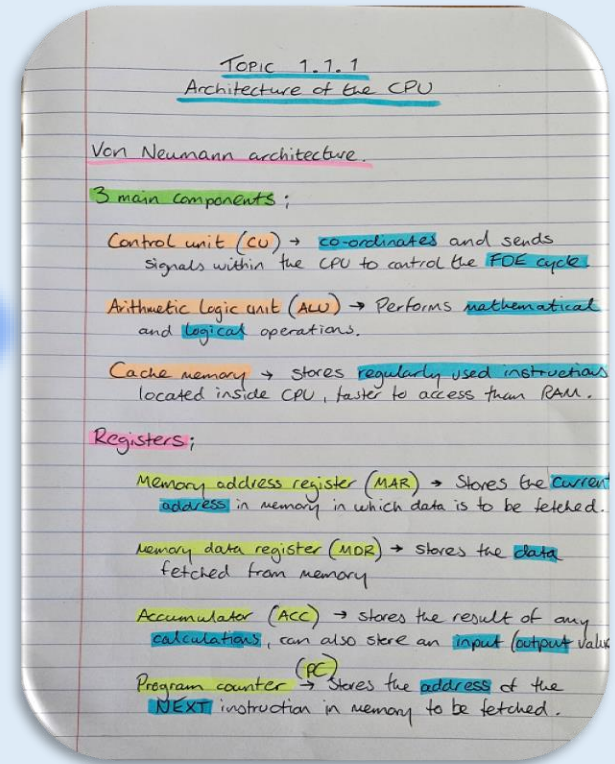 TOPIC 1.1.1
Architecture of the CPU
Von Neumann architecture.
3 main components;
Control unit (CU) → co-ordinates and sends
signals within the CPU to control the FDE cycle.
Arithmetic Logic unit (ALU) → Performs mathematical
and logical operations.
Cache memory → stores regularly used instructions
located inside CPU, faster to access than RAM.
Registers;
Memory address register (MAR) → Stores the current
address in memory in which data is to be fetched.
Memory data register (MDR) → stores the data
fetched from memory
Accumulator (ACC) → stores the result of any
calculations, can also store an input/output value
Program counter (PC) → Stores the address of the
NEXT instruction in memory to be fetched.